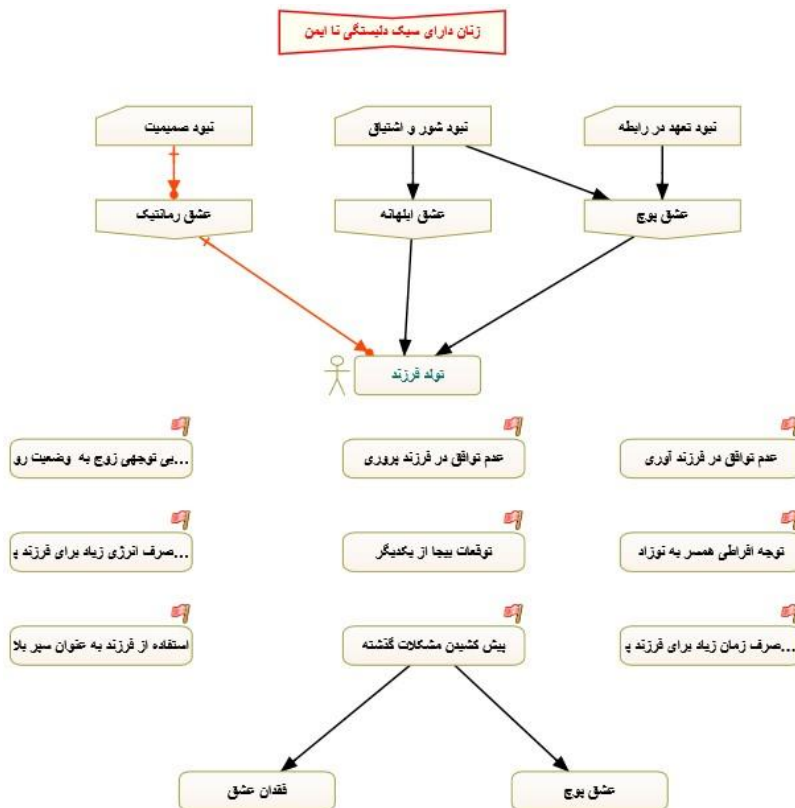 زنان دارای سبک دلبستگی نا ایمن
نبود تعهد در رابطه
نبود شور و اشتیاق
نبود صمیمیت
عشق پوچ
عشق ابلهانه
عشق رمانتیک
تولد فرزند
عدم توافق در فرزند آوری
عدم توافق در فرزند پروری
بی توجهی زوج به وضعیت رو...
توجه افراطی همسر به نوزاد
توقعات بیجا از یکدیگر
صرف انرژی زیاد برای فرزند پ...
صرف زمان زیاد برای فرزند پ...
پیش کشیدن مشکلات گذشته
استفاده از فرزند به عنوان سپر بلا
عشق پوچ
فقدان عشق